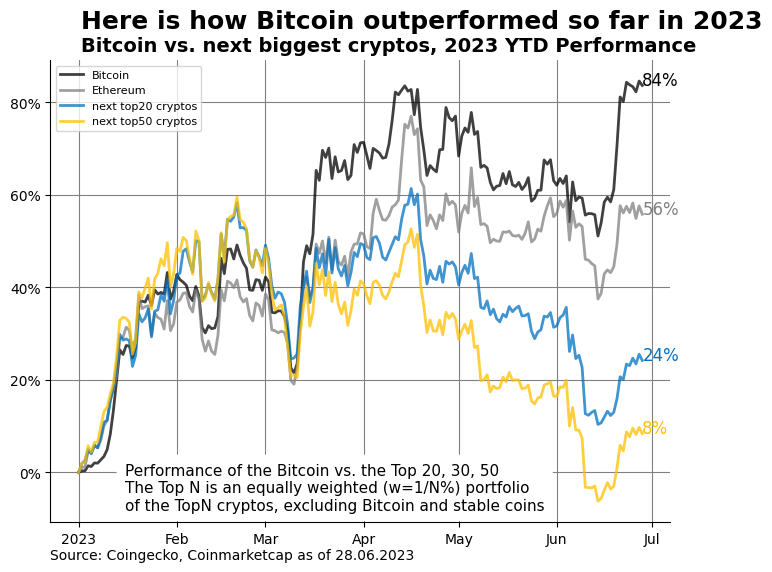 Here is how Bitcoin outperformed so far in 2023
Bitcoin vs. next biggest cryptos, 2023 YTD Performance
Bitcoin
Ethereum
next top20 cryptos
next top50 cryptos
84%
80%
60%
56%
40%
24%
20%
8%
0%
Performance of the Bitcoin vs. the Top 20, 30, 50
The Top N is an equally weighted (w=1/N%) portfolio
of the TopN cryptos, excluding Bitcoin and stable coins
2023 Feb Mar Apr May Jun Jul
Source: Coingecko, Coinmarketcap as of 28.06.2023